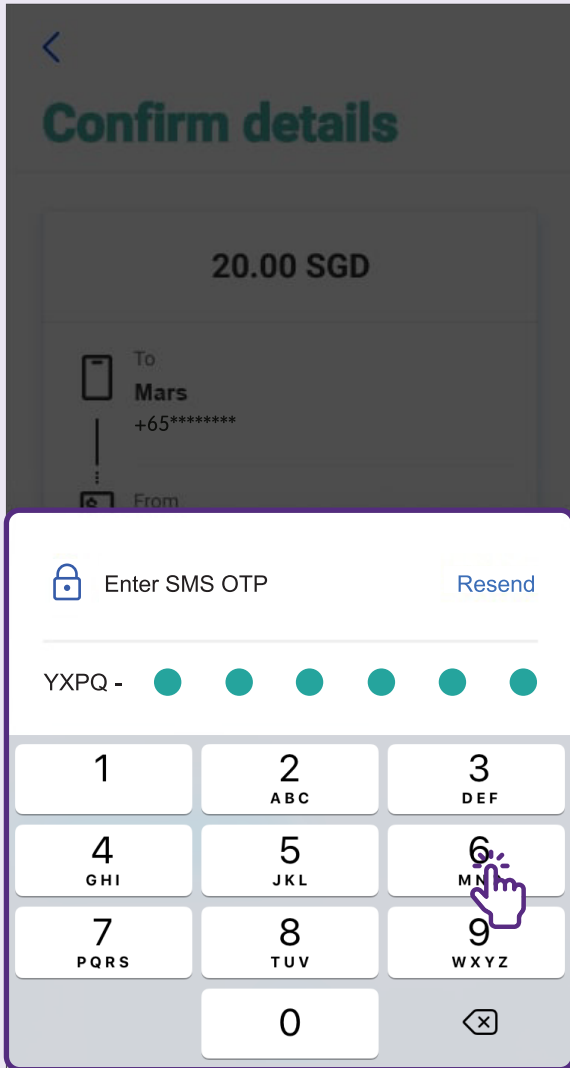 Confirm details
20.00 SGD
To
Mars
+65********
From
Enter SMS OTP Resend
YXPQ -
1 2 3
ABC DEF
4 5 6
GHI JKL MN
7 8 9
PQRS TUV WXYZ
0